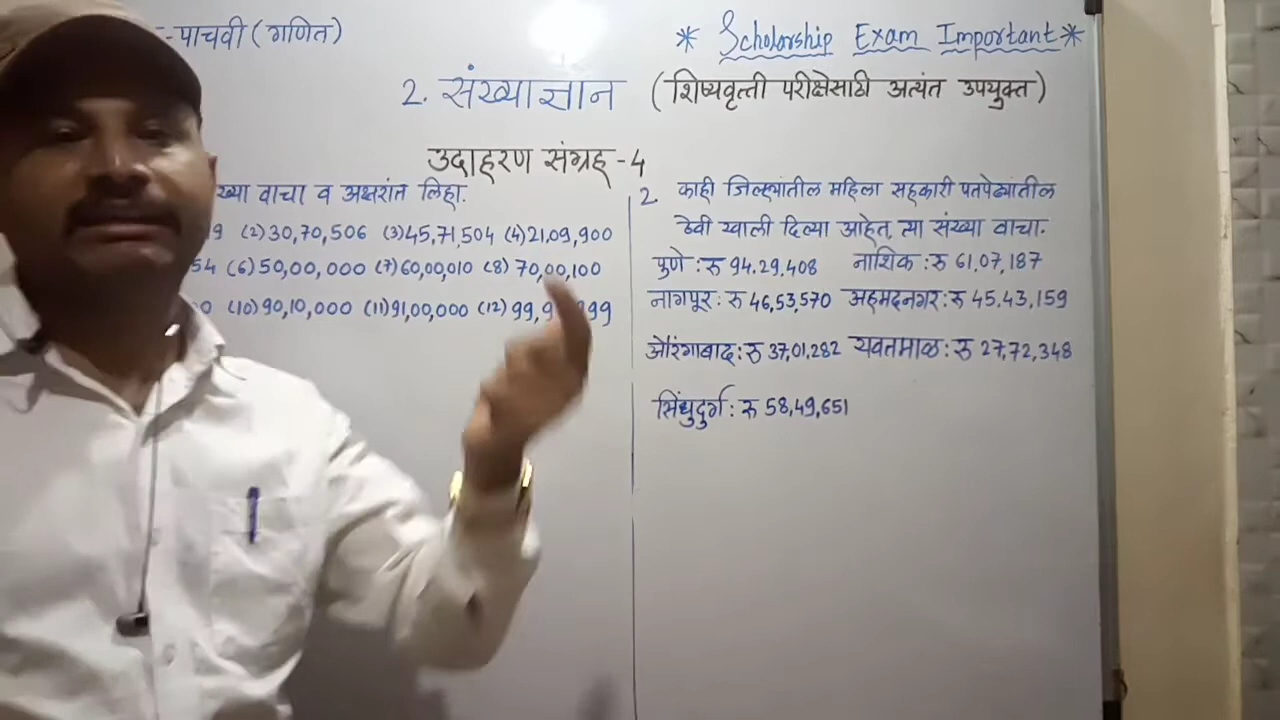 पाचवी (गणित)
* Scholorship Exam Important *
2. संख्याज्ञान (शिष्यवृत्ती परीक्षेसाठी अत्यंत उपयुक्त)
उदाहरण संग्रह - 4
वाचा व अक्षरांत लिहा.
9 (2) 30,70,506 (3) 45,71,504 (4) 21,09,900
54 (6) 50,00,000 (7) 60,00,010 (8) 70,00,100
0 (10) 90,10,000 (11) 91,00,000 (12)
2. काही जिल्ह्यांतील महिला सहकारी पतपेढ्यांतील
ठेवी खाली दिल्या आहेत, त्या संख्या वाचा.
पुणे : रु 94.29,408 नाशिक : रु 61,07,187
नागपूर : रु 46,53,570 अहमदनगर : रु 45,43,159
औरंगाबाद : रु 37,01,282 यवतमाळ : रु 27,72,348
सिंधुदुर्ग : रु 58,49,651